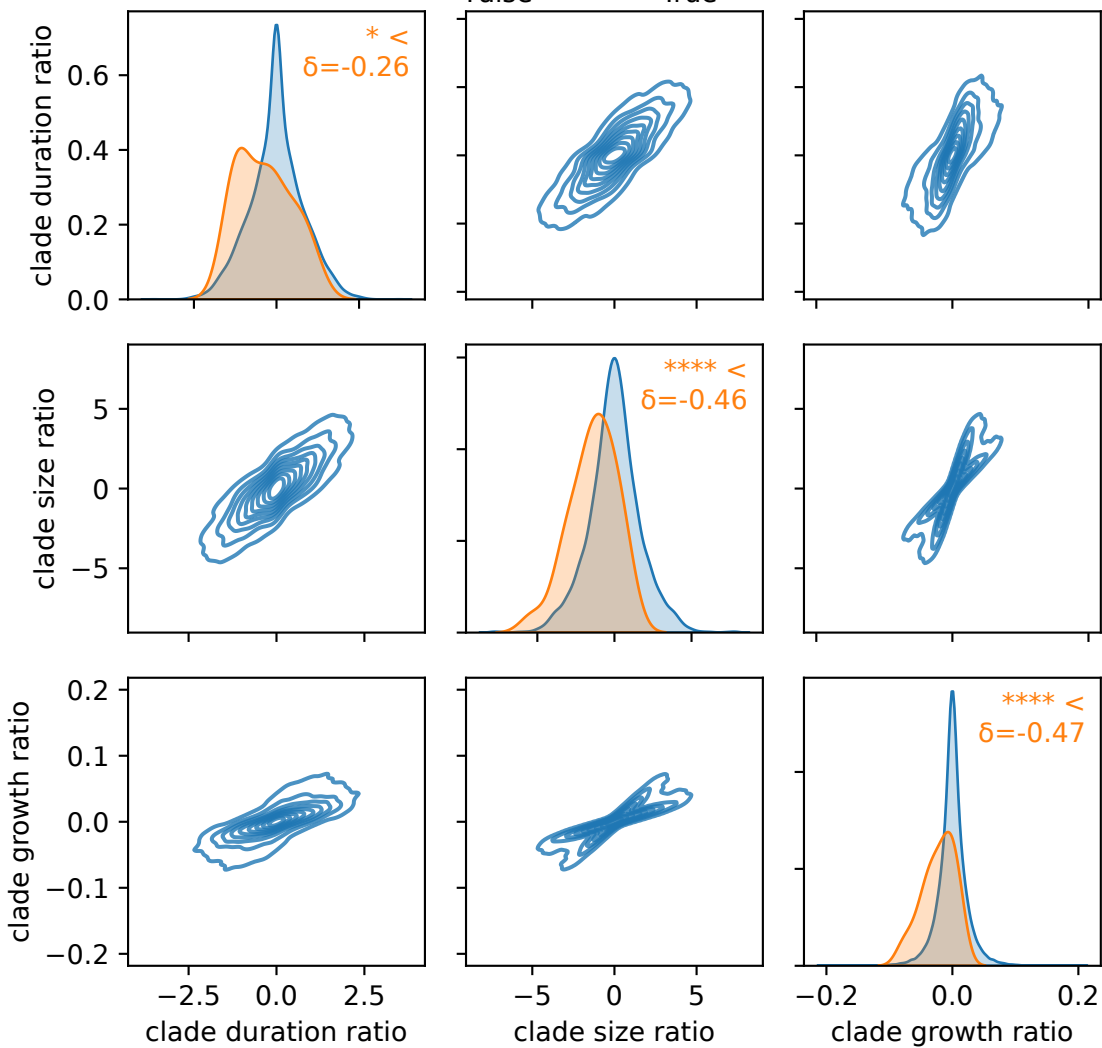 * <
δ=-0.26
clade duration ratio
0.6
0.4
0.2
0.0
**** <
δ=-0.46
clade size ratio
5
0
−5
**** <
δ=-0.47
clade growth ratio
0.2
0.1
0.0
−0.1
−0.2
−2.5 0.0 2.5
−5 0 5
−0.2 0.0 0.2
clade duration ratio
clade size ratio
clade growth ratio